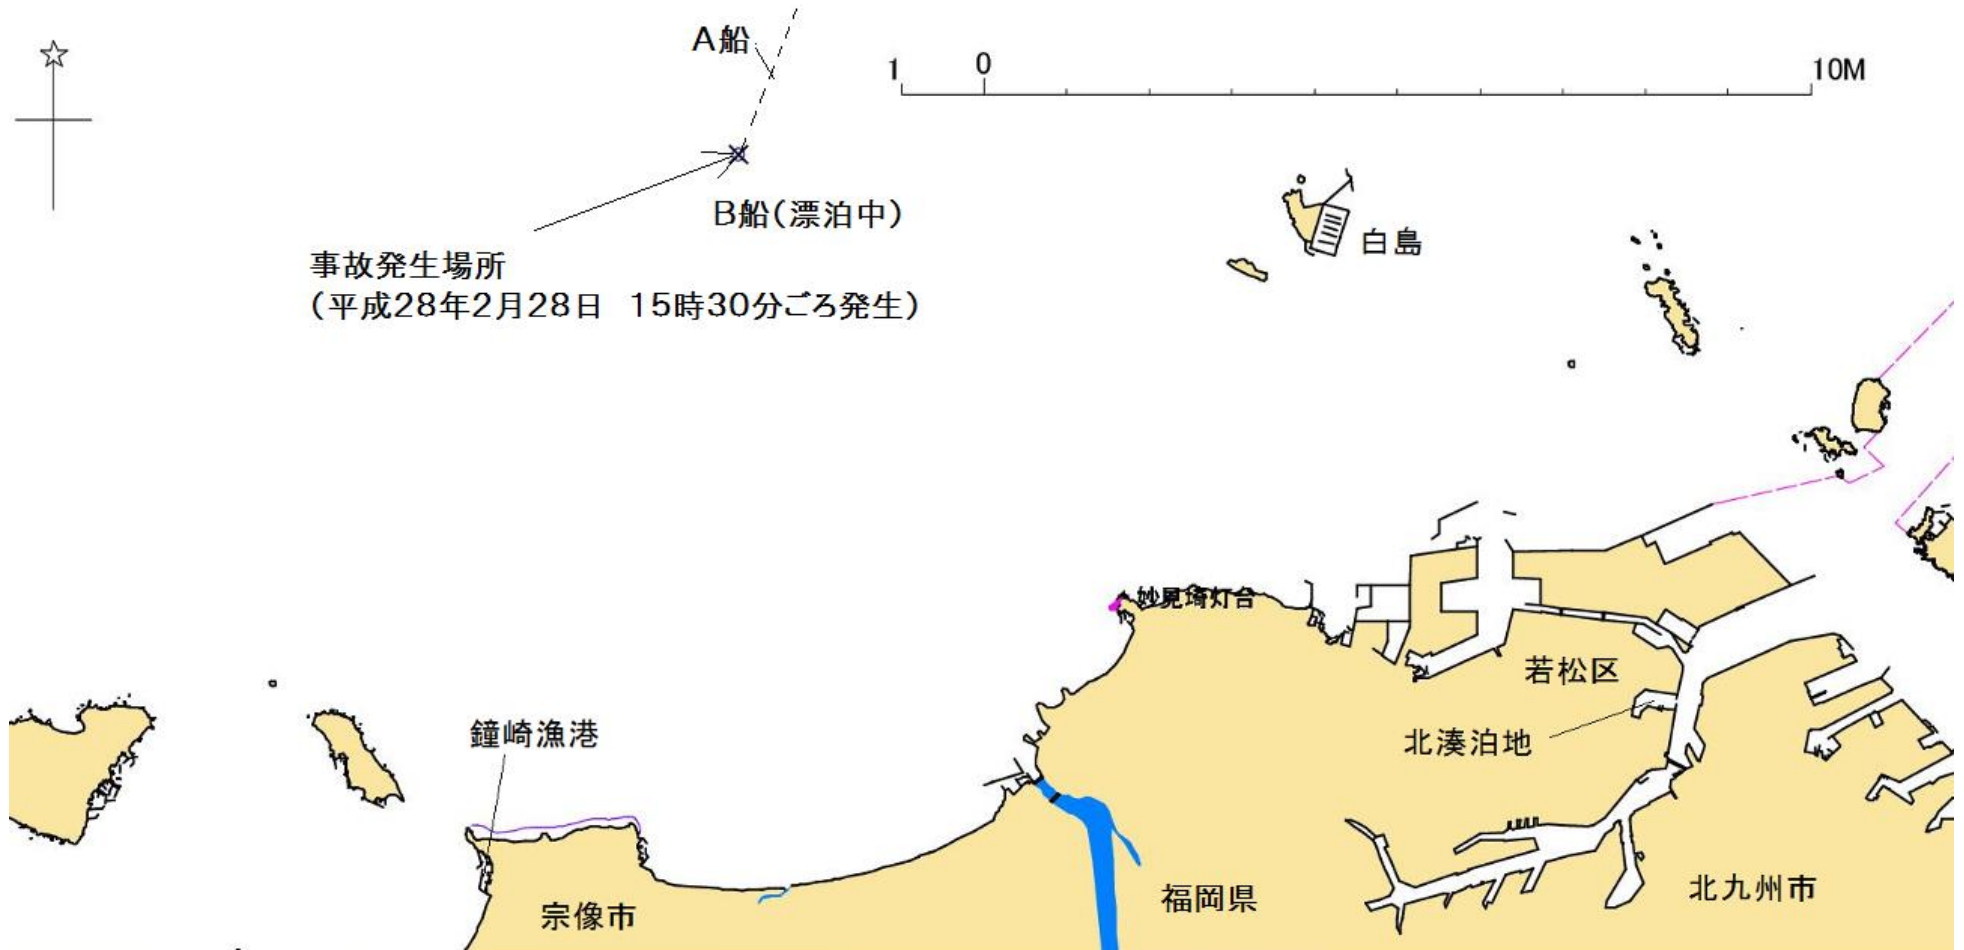 A船
1 0 10M
B船(漂泊中)
白島
事故発生場所
(平成28年2月28日 15時30分ごろ発生)
妙見埼灯台
若松区
鐘崎漁港
北湊泊地
北九州市
福岡県
宗像市